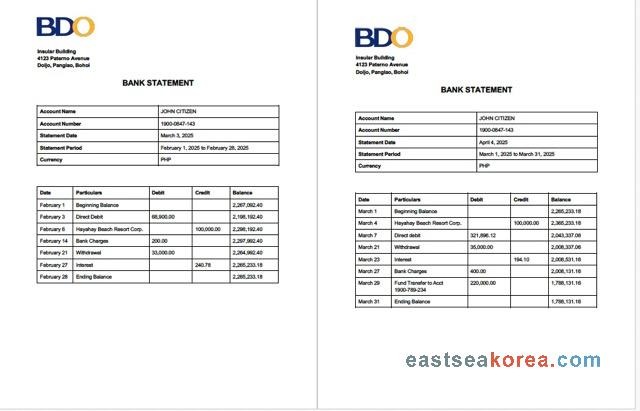 BDO
Insular Building
4123 Paterno Avenue
Doljo, Panglao, Bohol
BANK STATEMENT
Account Name JOHN CITIZEN
Account Number 1900-0847-143
Statement Date March 3, 2025
Statement Period February 1, 2025 to February 28, 2025
Currency PHP
Date Particulars Debit Credit Balance
February 1 Beginning Balance 2,267,092.40
February 3 Direct Debit 68,900.00 2,198,192.40
February 6 Hayahay Beach Resort Corp. 100,000.00 2,298,192.40
February 14 Bank Charges 200.00 2,297,992.40
February 21 Withdrawal 33,000.00 2,264,992.40
February 27 Interest 240.78 2,265,233.18
February 28 Ending Balance 2,265,233.18
BDO
Insular Building
4123 Paterno Avenue
Doljo, Panglao, Bohol
BANK STATEMENT
Account Name JOHN CITIZEN
Account Number 1900-0847-143
Statement Date April 4, 2025
Statement Period March 1, 2025 to March 31, 2025
Currency PHP
Date Particulars Debit Credit Balance
March 1 Beginning Balance 2,265,233.18
March 4 Hayahay Beach Resort Corp. 100,000.00 2,365,233.18
March 7 Direct debit 321,896.12 2,043,337.06
March 21 Withdrawal 35,000.00 2,008,337.06
March 23 Interest 194.10 2,008,531.16
March 27 Bank Charges 400.00 2,008,131.16
March 29 Fund Transfer to Acct 220,000.00 1,788,131.16
1900-789-234
March 31 Ending Balance 1,788,131.16
eastseakorea.com